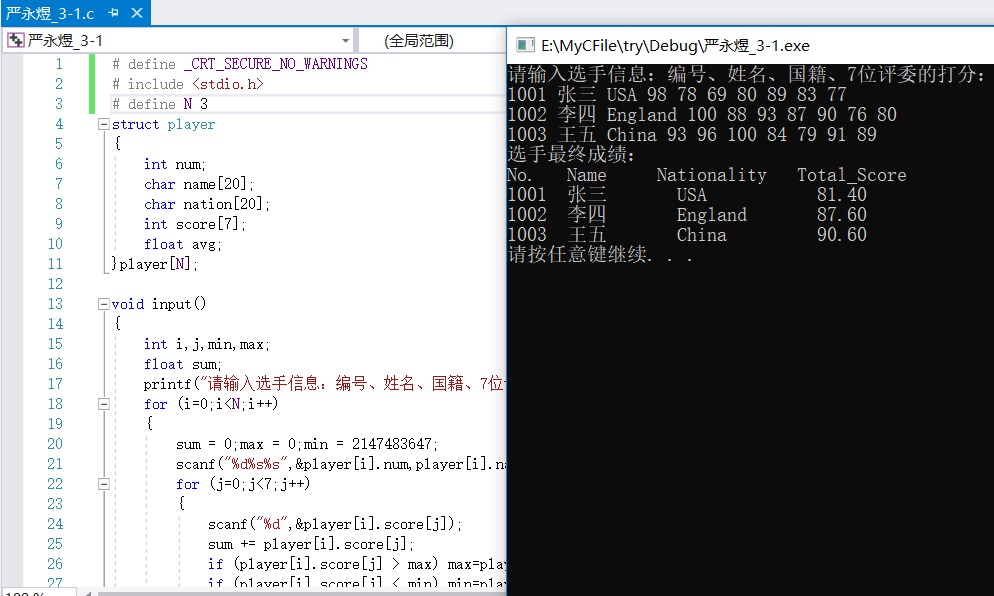 严永煜_3-1.c
严永煜_3-1
(全局范围)
1 # define _CRT_SECURE_NO_WARNINGS
2 # include <stdio.h>
3 # define N 3
4 struct player
5 {
6 int num;
7 char name[20];
8 char nation[20];
9 int score[7];
10 float avg;
11 }player[N];
12
13 void input()
14 {
15 int i,j,min,max;
16 float sum;
17 printf("请输入选手信息：编号、姓名、国籍、7位
18 for (i=0;i<N;i++)
19 {
20 sum = 0;max = 0;min = 2147483647;
21 scanf("%d%s%s",&player[i].num,player[i].na
22 for (j=0;j<7;j++)
23 {
24 scanf("%d",&player[i].score[j]);
25 sum += player[i].score[j];
26 if (player[i].score[j] > max) max=play
27 if (player[i].score[j] < min) min=play
100 %
E:\MyCFile\try\Debug\严永煜_3-1.exe
请输入选手信息：编号、姓名、国籍、7位评委的打分：
1001 张三 USA 98 78 69 80 89 83 77
1002 李四 England 100 88 93 87 90 76 80
1003 王五 China 93 96 100 84 79 91 89
选手最终成绩：
No. Name Nationality Total_Score
1001 张三 USA 81.40
1002 李四 England 87.60
1003 王五 China 90.60
请按任意键继续. . .